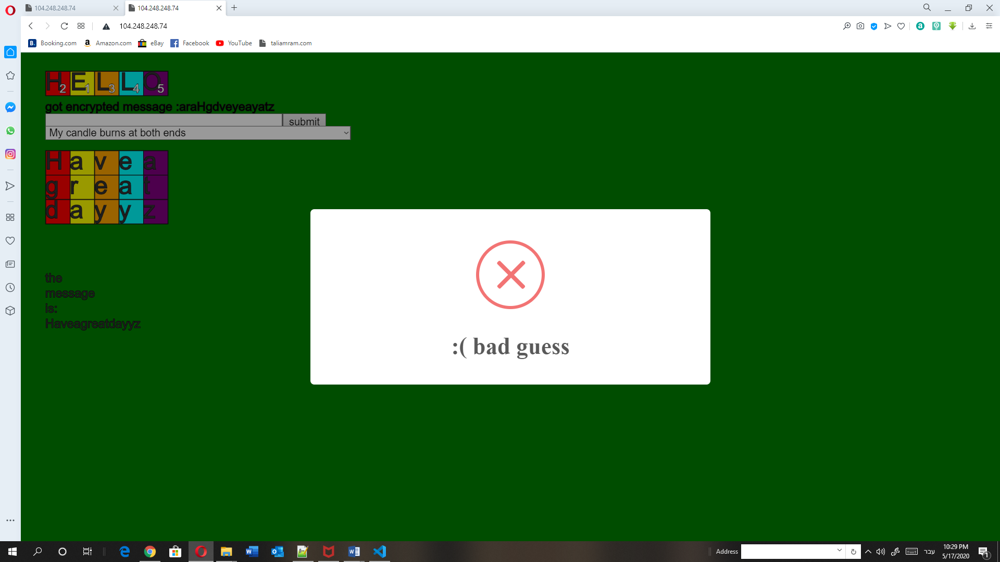 104.248.248.74
104.248.248.74
104.248.248.74
B. Booking.com
a Amazon.com
eBay
Facebook
YouTube
taliamram.com
H2 E1 L3 L4 O5
got encrypted message :araHgdveyeayatz
submit
My candle burns at both ends
H a v e a
g r e a t
d a y y z
the
message
is:
Haveagreatdayyz
:( bad guess
Address
עבר
10:29 PM
5/17/2020
1